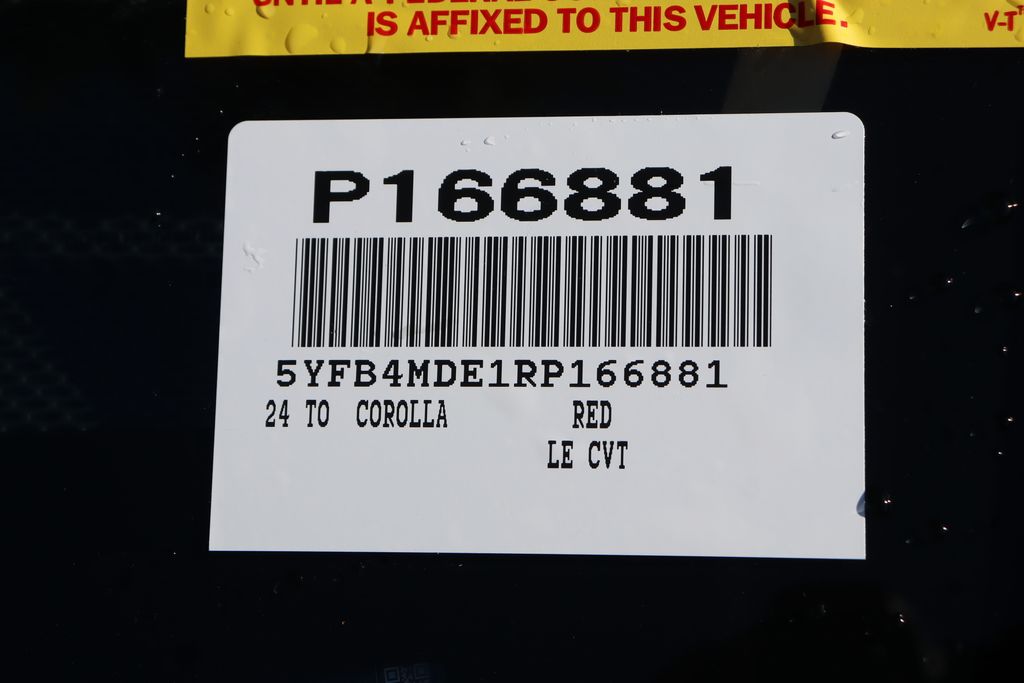 IS AFFIXED TO THIS VEHICLE.
P166881
5YFB4MDE1RP166881
24 TO COROLLA RED
LE CVT